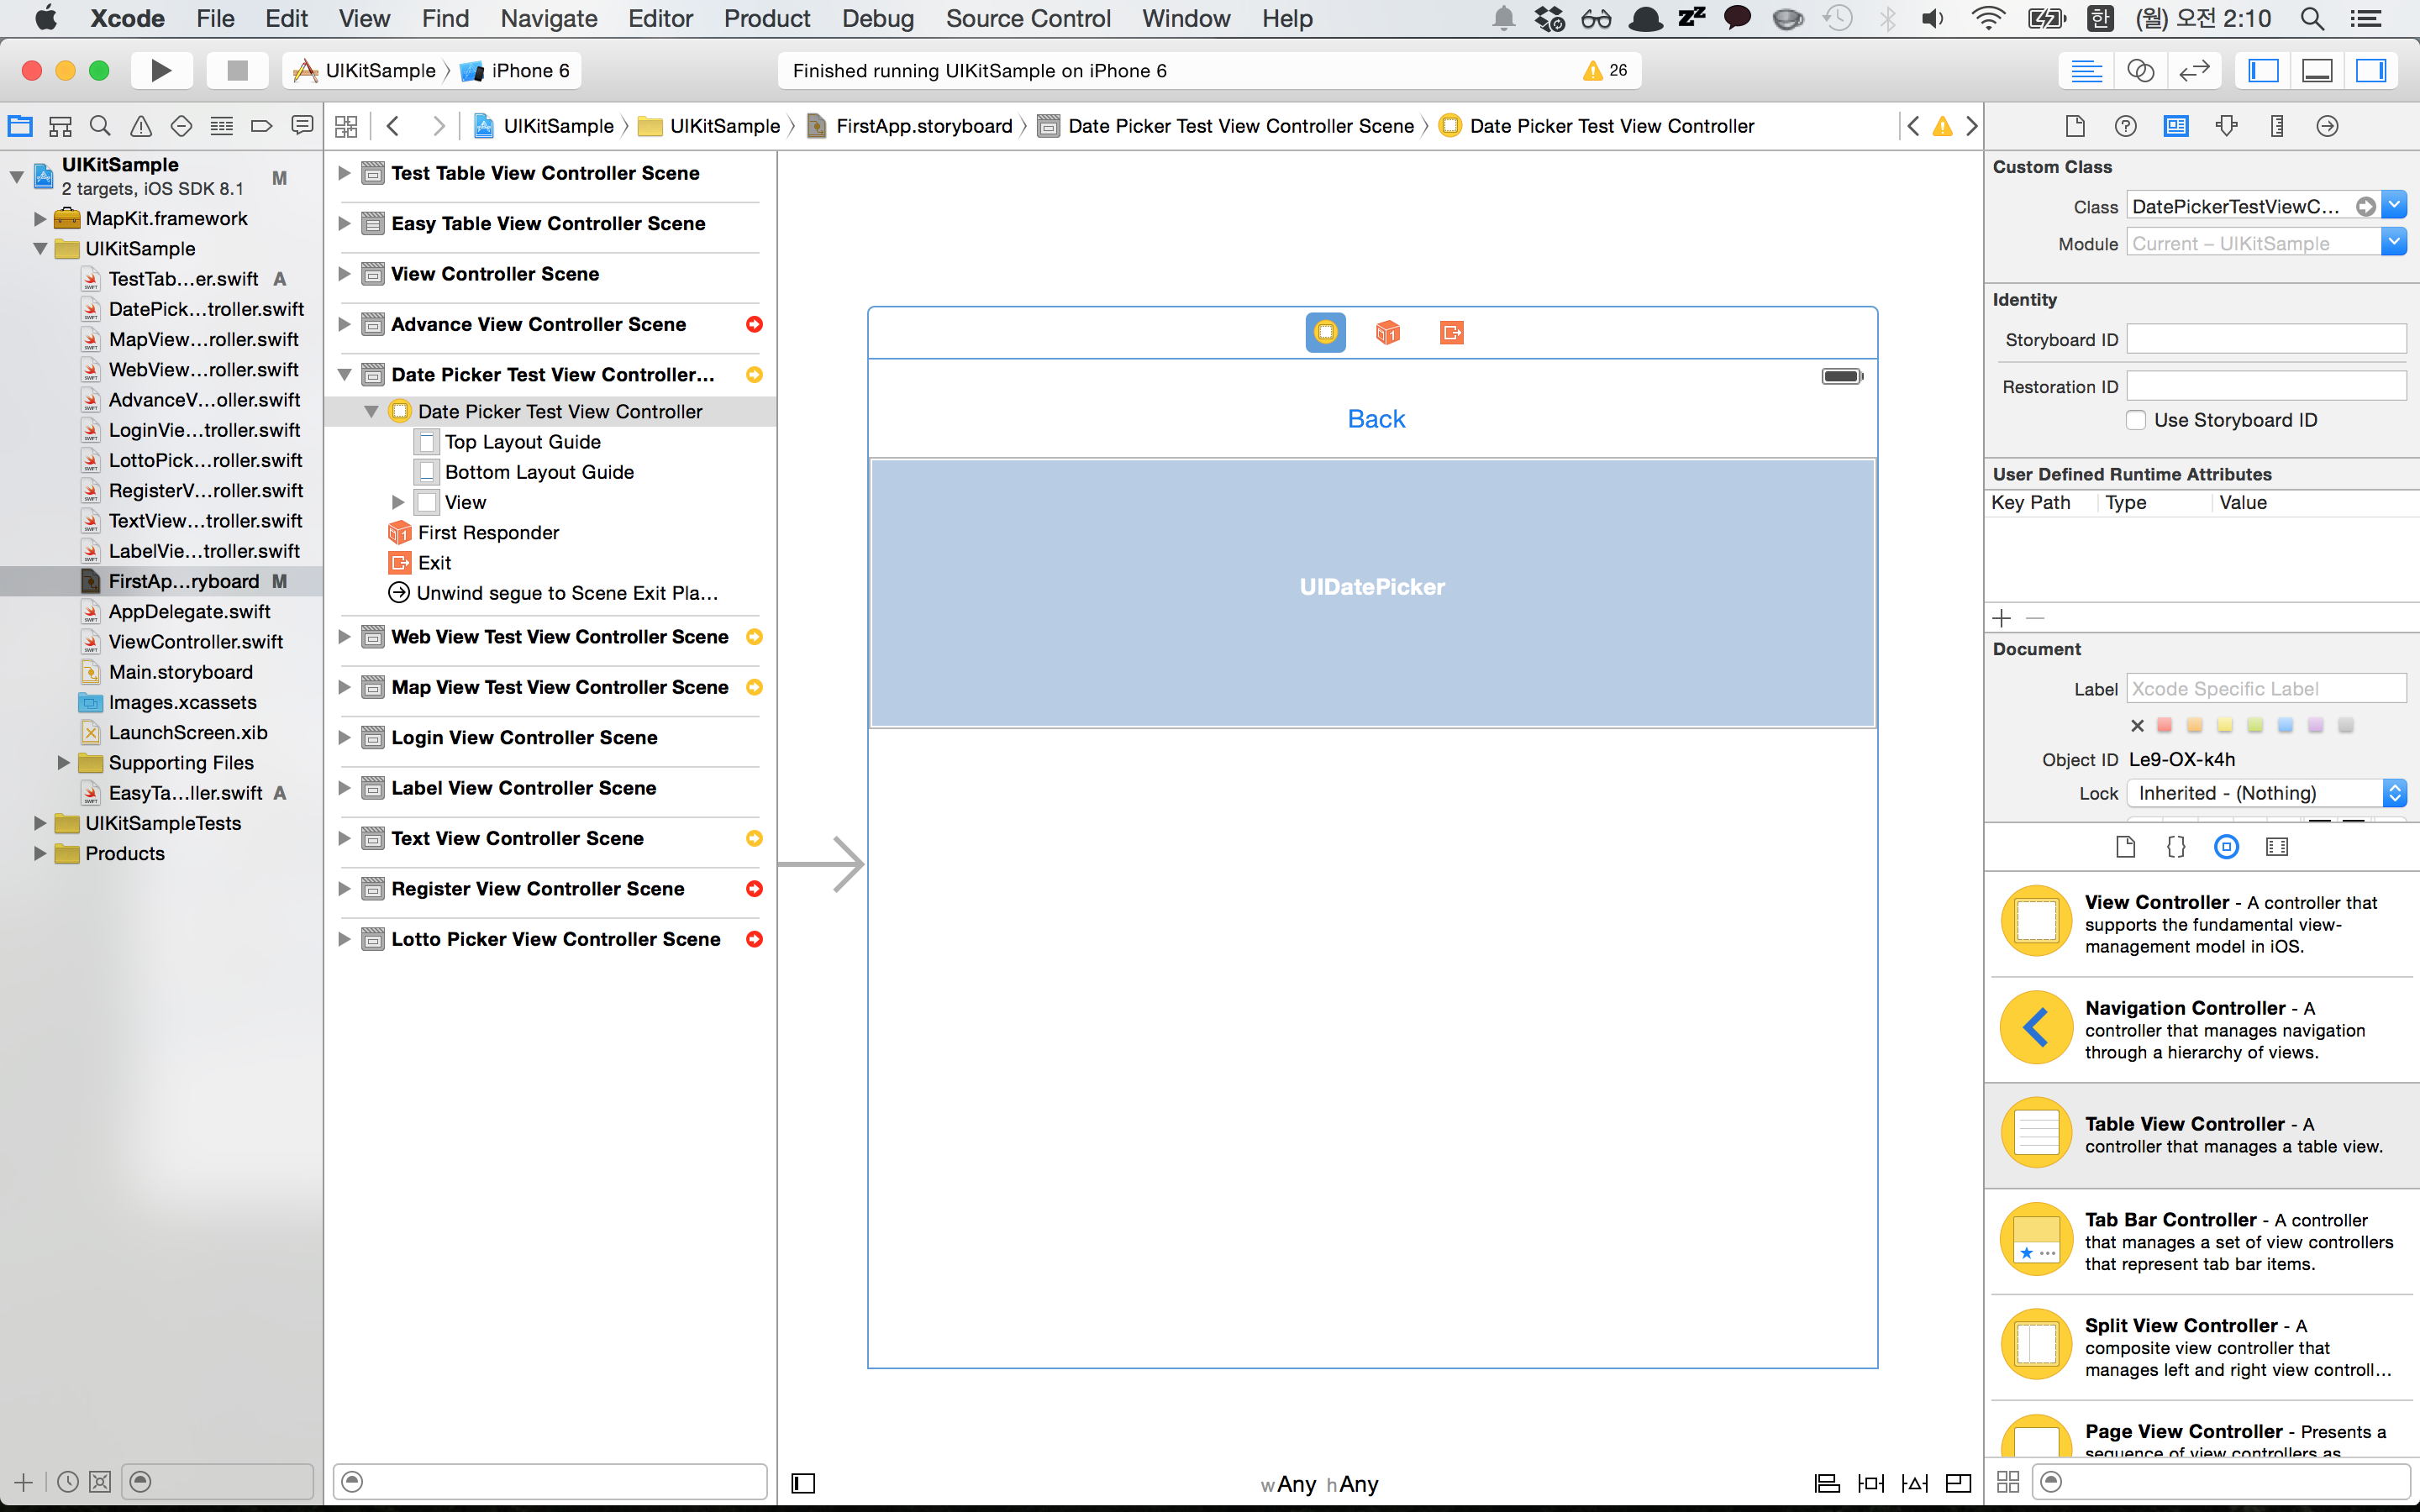 Xcode File Edit View Find Navigate Editor Product Debug Source Control Window Help 한 (월) 오전 2:10
UIKitSample iPhone 6
Finished running UIKitSample on iPhone 6
26
UIKitSample UIKitSample FirstApp.storyboard Date Picker Test View Controller Scene Date Picker Test View Controller
UIKitSample
2 targets, iOS SDK 8.1 M
MapKit.framework
UIKitSample
TestTab...er.swift A
DatePick...troller.swift
MapView...roller.swift
WebView...roller.swift
AdvanceV...oller.swift
LoginVie...troller.swift
LottoPick...roller.swift
RegisterV...roller.swift
TextView...troller.swift
LabelVie...troller.swift
FirstAp...ryboard M
AppDelegate.swift
ViewController.swift
Main.storyboard
Images.xcassets
LaunchScreen.xib
Supporting Files
EasyTa...ller.swift A
UIKitSampleTests
Products
Test Table View Controller Scene
Easy Table View Controller Scene
View Controller Scene
Advance View Controller Scene
Date Picker Test View Controller...
Date Picker Test View Controller
Top Layout Guide
Bottom Layout Guide
View
First Responder
Exit
Unwind segue to Scene Exit Pla...
Web View Test View Controller Scene
Map View Test View Controller Scene
Login View Controller Scene
Label View Controller Scene
Text View Controller Scene
Register View Controller Scene
Lotto Picker View Controller Scene
Back
UIDatePicker
wAny hAny
Custom Class
Class DatePickerTestViewC...
Module Current – UIKitSample
Identity
Storyboard ID
Restoration ID
Use Storyboard ID
User Defined Runtime Attributes
Key Path Type Value
Document
Label Xcode Specific Label
Object ID Le9-OX-k4h
Lock Inherited - (Nothing)
View Controller - A controller that
supports the fundamental view-
management model in iOS.
Navigation Controller - A
controller that manages navigation
through a hierarchy of views.
Table View Controller - A
controller that manages a table view.
Tab Bar Controller - A controller
that manages a set of view controllers
that represent tab bar items.
Split View Controller - A
composite view controller that
manages left and right view controll...
Page View Controller - Presents a
sequence of view controllers as